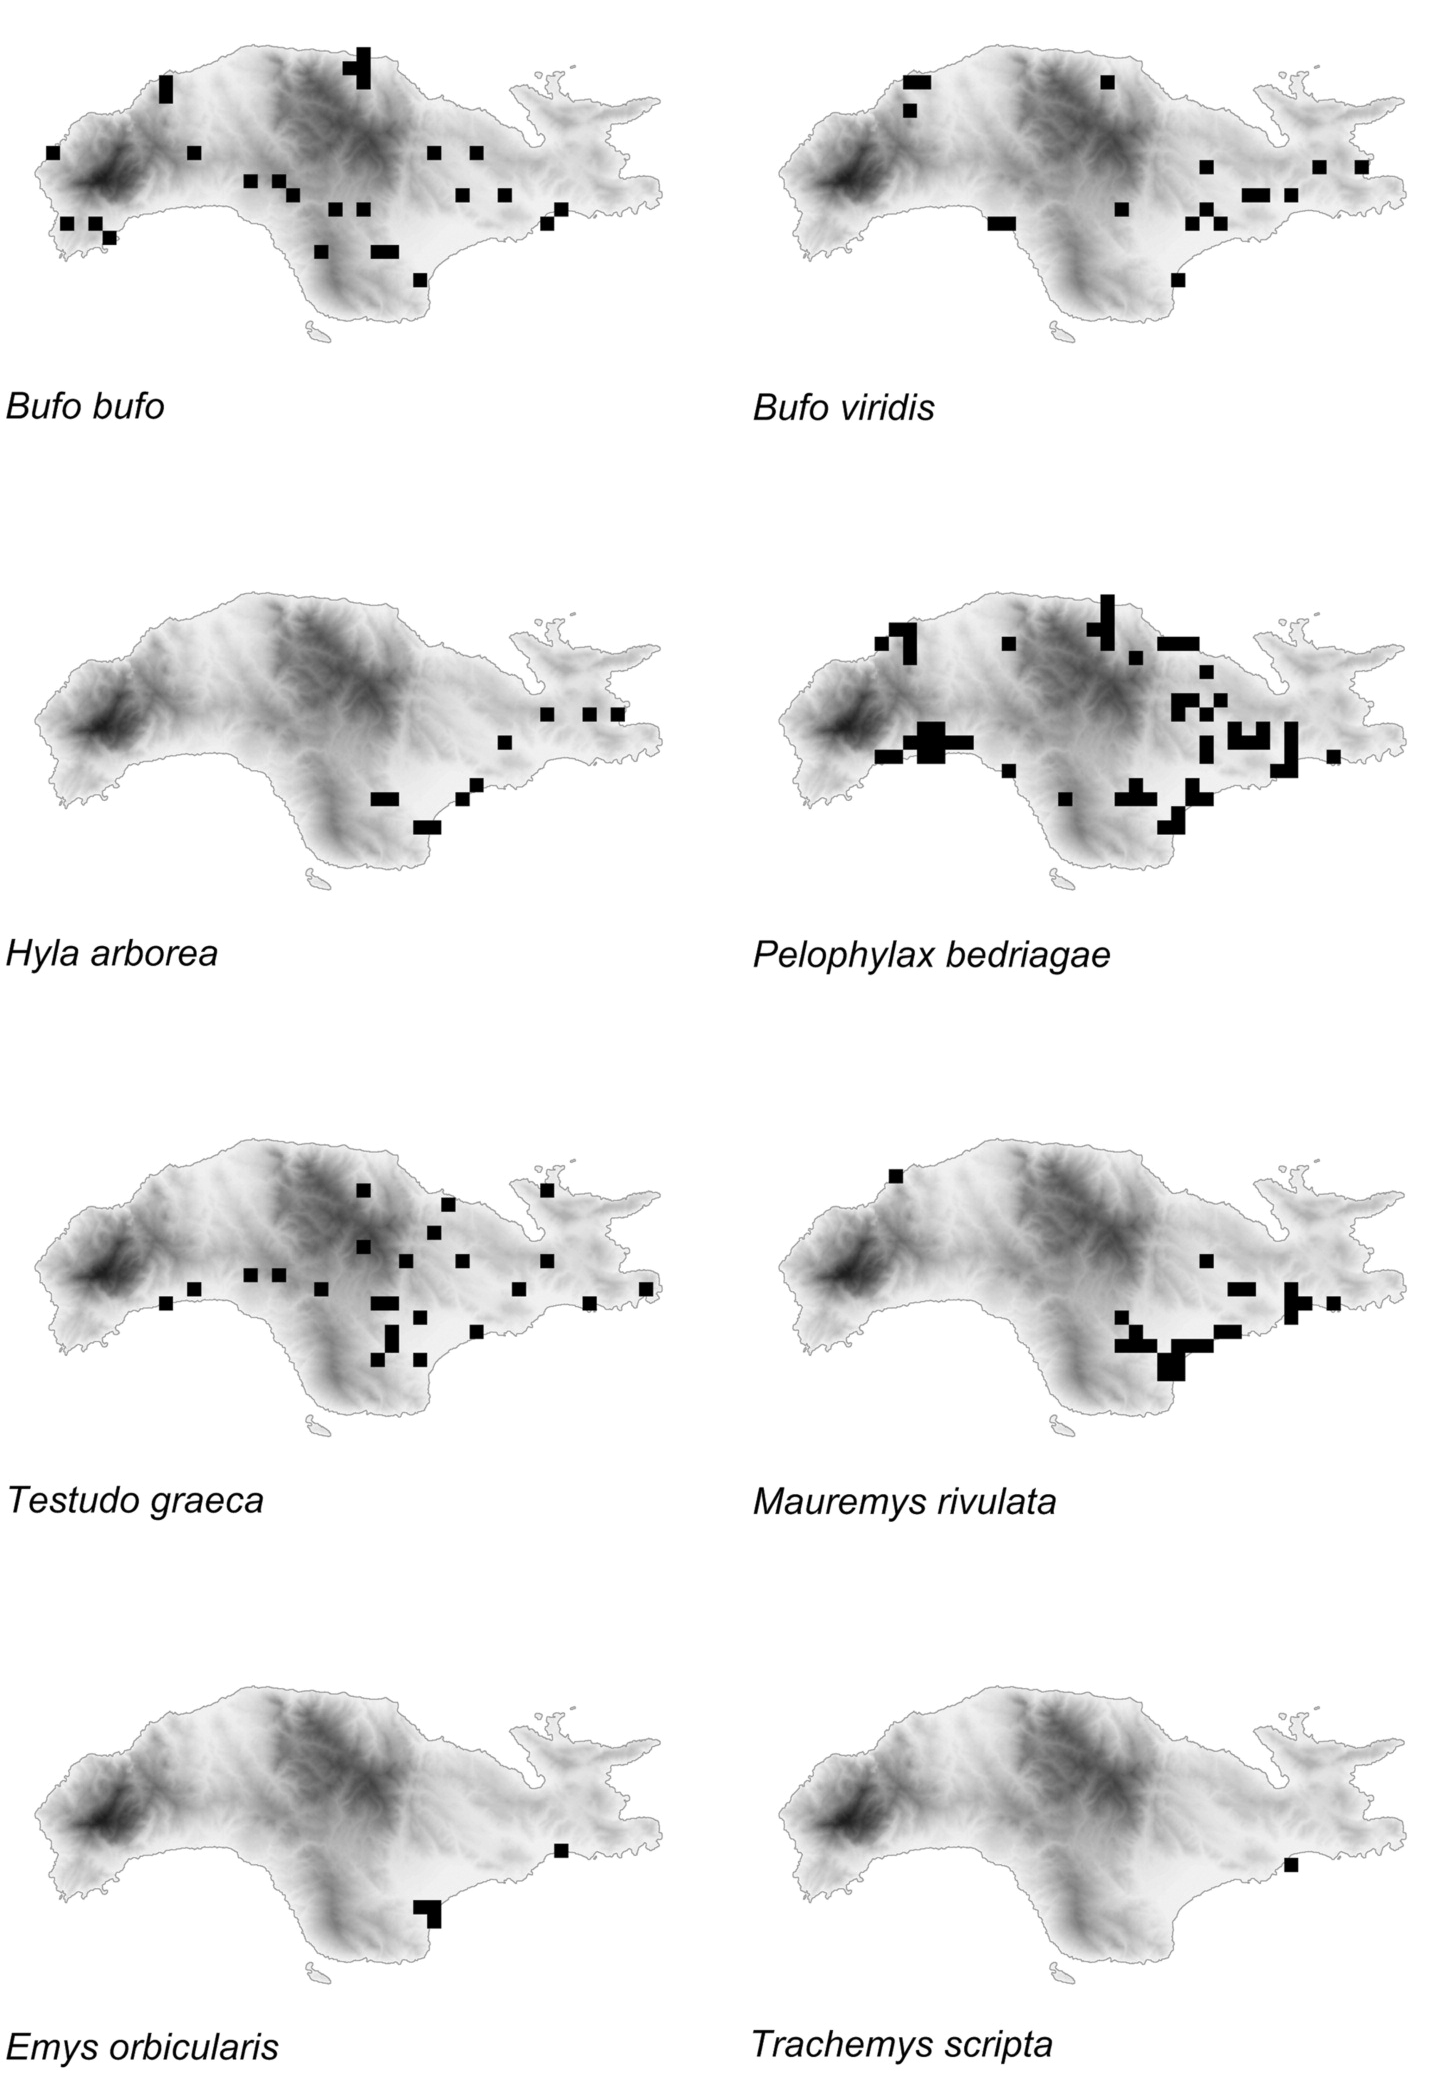 Bufo bufo
Bufo viridis
Hyla arborea
Pelophylax bedriagae
Testudo graeca
Mauremys rivulata
Emys orbicularis
Trachemys scripta